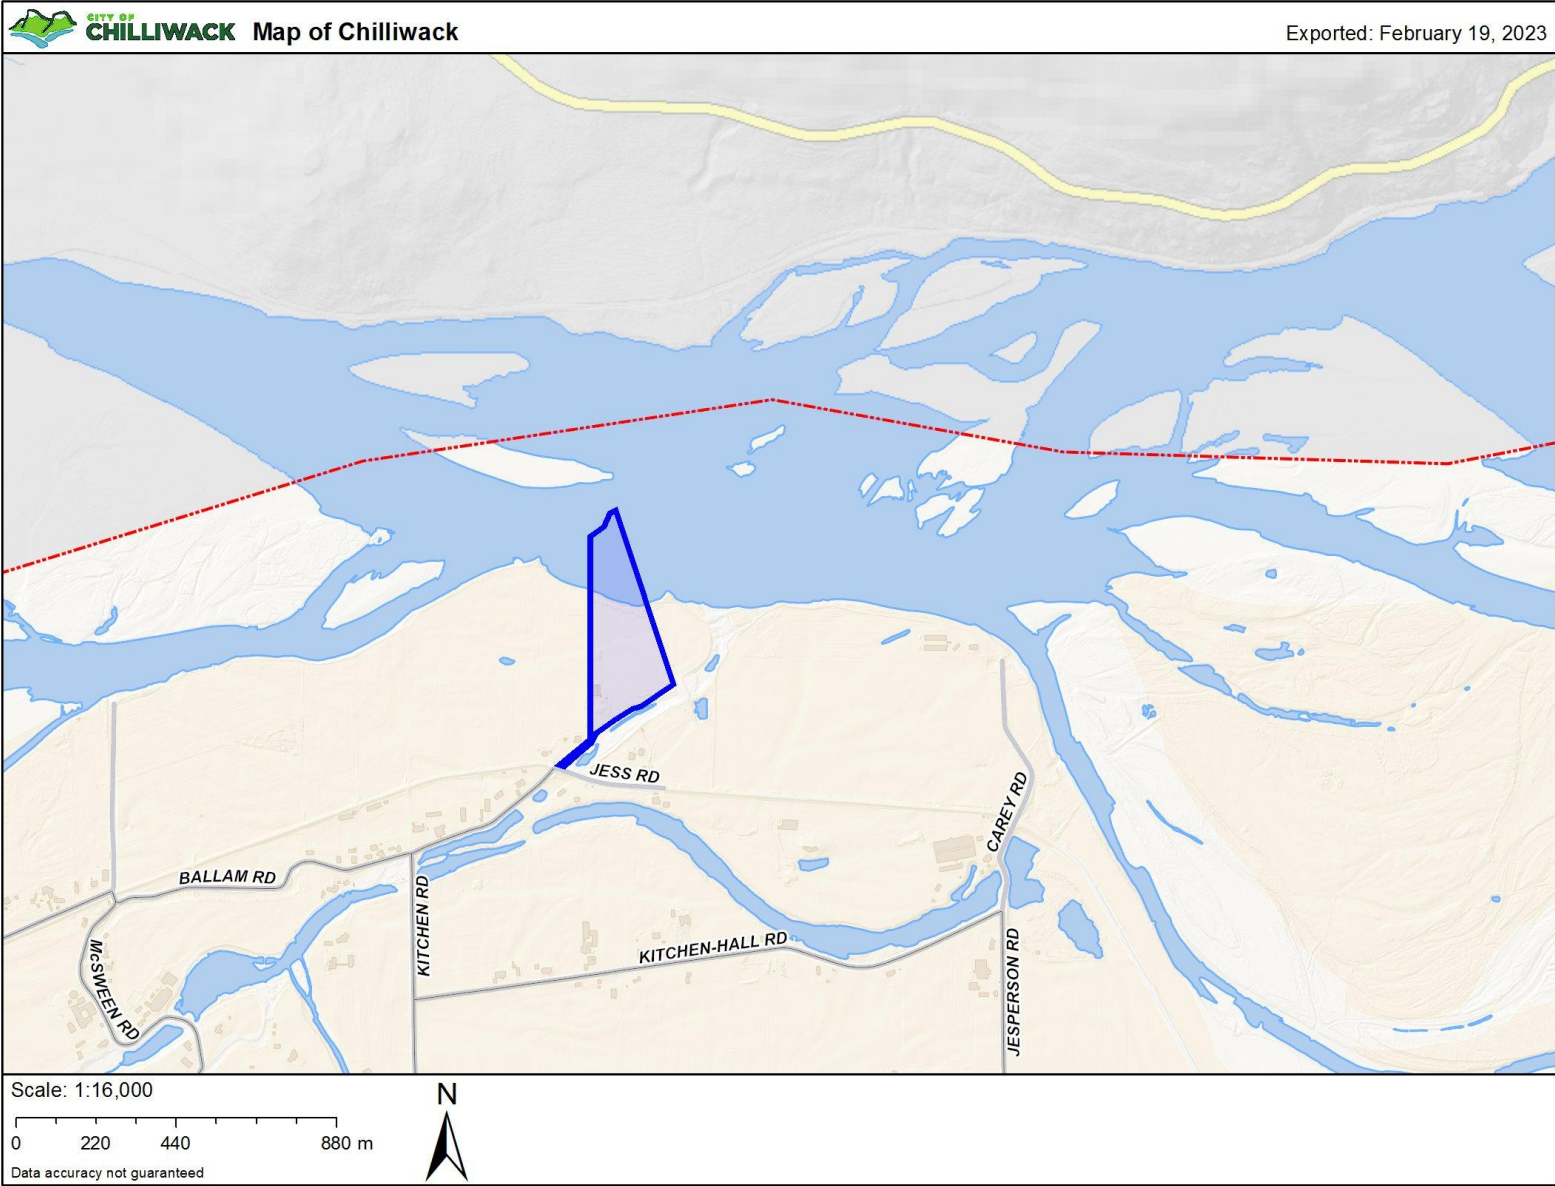 CITY OF
CHILLIWACK
Map of Chilliwack
Exported: February 19, 2023
JESS RD
CAREY RD
BALLAM RD
KITCHEN RD
KITCHEN-HALL RD
McSWEEN RD
JESPERSON RD
Scale: 1:16,000
N
0 220 440 880 m
Data accuracy not guaranteed